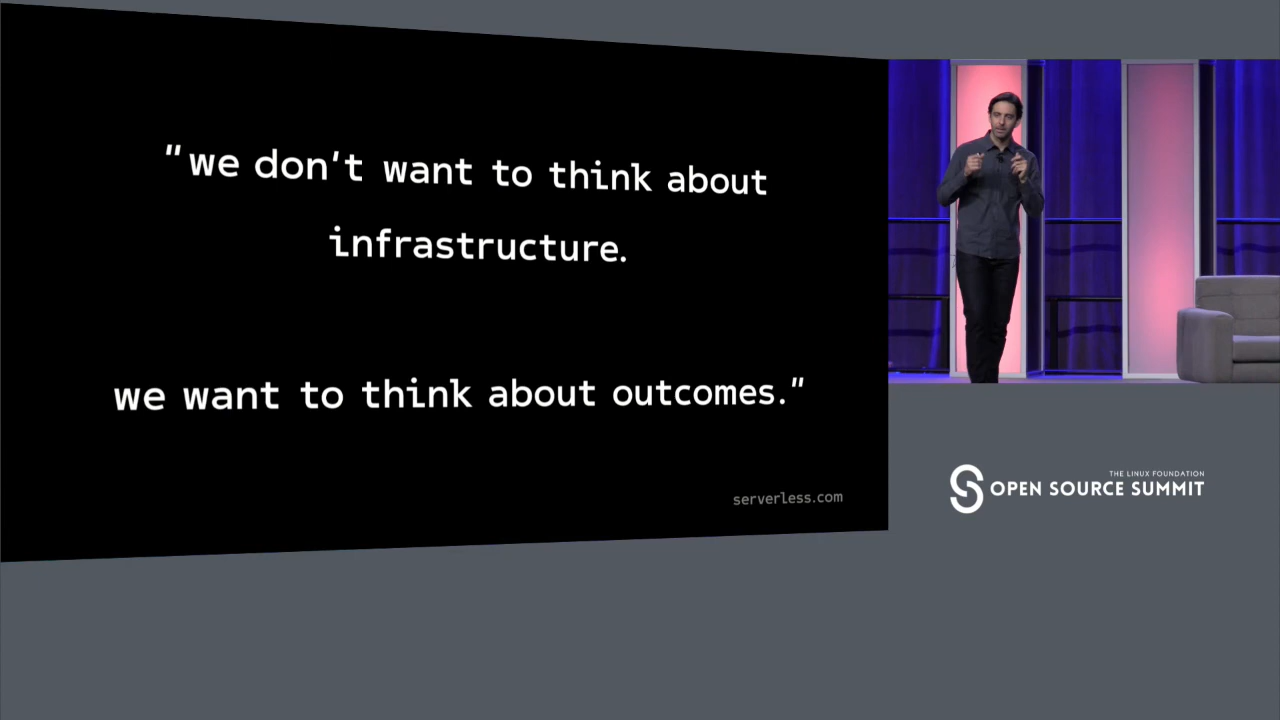 "we don't want to think about
infrastructure.
we want to think about outcomes."
serverless.com
THE LINUX FOUNDATION
OPEN SOURCE SUMMIT